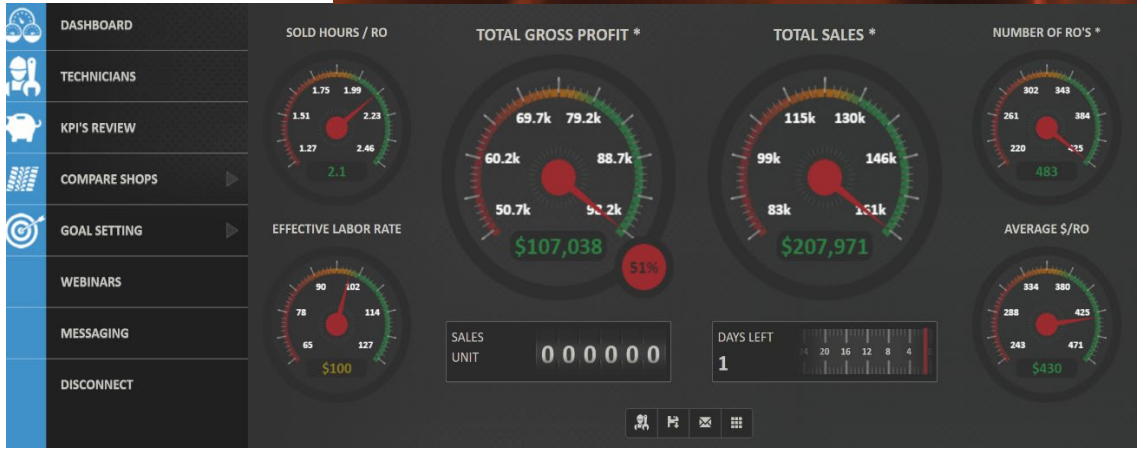 DASHBOARD
TECHNICIANS
KPI'S REVIEW
COMPARE SHOPS
GOAL SETTING
WEBINARS
MESSAGING
DISCONNECT
SOLD HOURS / RO
1.27
1.51
1.75
1.99
2.23
2.46
2.1
EFFECTIVE LABOR RATE
65
78
90
102
114
127
$100
TOTAL GROSS PROFIT *
50.7k
60.2k
69.7k
79.2k
88.7k
98.2k
$107,038
51%
SALES
UNIT
000000
TOTAL SALES *
83k
99k
115k
130k
146k
161k
$207,971
DAYS LEFT
1
24 20 16 12 8 4
NUMBER OF RO'S *
220
261
302
343
384
425
483
AVERAGE $/RO
243
288
334
380
425
471
$430